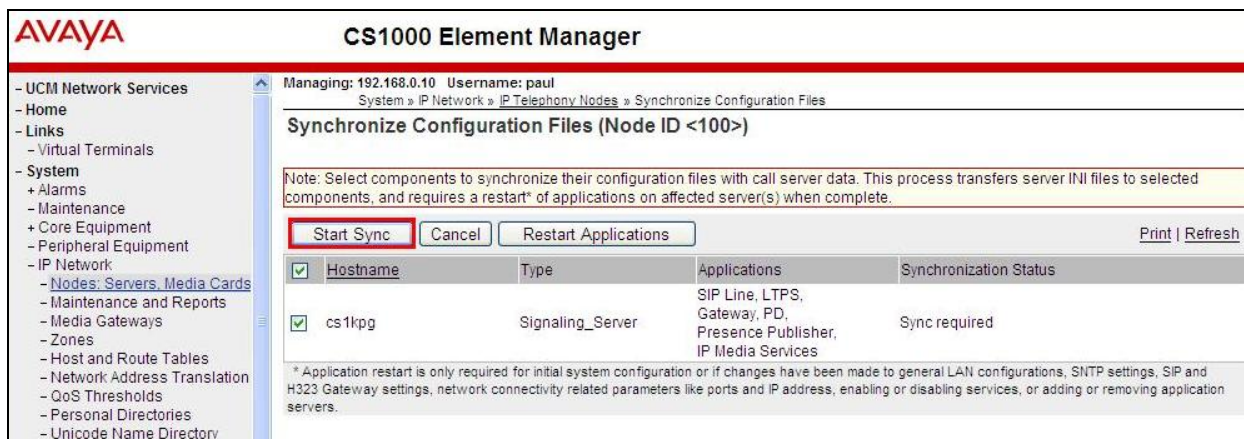 AVAYA
CS1000 Element Manager
- UCM Network Services
- Home
- Links
- Virtual Terminals
- System
+ Alarms
- Maintenance
+ Core Equipment
- Peripheral Equipment
- IP Network
- Nodes: Servers, Media Cards
- Maintenance and Reports
- Media Gateways
- Zones
- Host and Route Tables
- Network Address Translation
- QoS Thresholds
- Personal Directories
- Unicode Name Directory
Managing: 192.168.0.10 Username: paul
System » IP Network » IP Telephony Nodes » Synchronize Configuration Files
Synchronize Configuration Files (Node ID <100>)
Note: Select components to synchronize their configuration files with call server data. This process transfers server INI files to selected
components, and requires a restart* of applications on affected server(s) when complete.
Start Sync Cancel Restart Applications Print | Refresh
Hostname Type Applications Synchronization Status
cs1kpg Signaling_Server SIP Line, LTPS,
Gateway, PD,
Presence Publisher,
IP Media Services
Sync required
* Application restart is only required for initial system configuration or if changes have been made to general LAN configurations, SNTP settings, SIP and
H323 Gateway settings, network connectivity related parameters like ports and IP address, enabling or disabling services, or adding or removing application
servers.